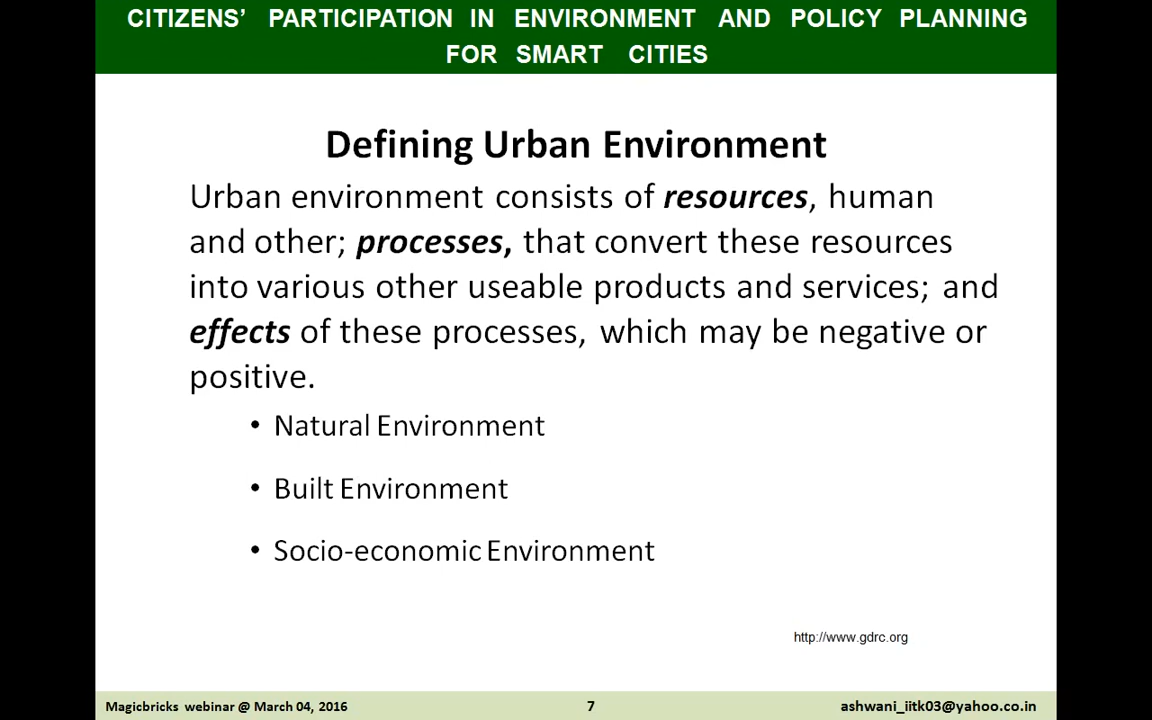 CITIZENS’ PARTICIPATION IN ENVIRONMENT AND POLICY PLANNING
FOR SMART CITIES
Defining Urban Environment
Urban environment consists of resources, human
and other; processes, that convert these resources
into various other useable products and services; and
effects of these processes, which may be negative or
positive.
• Natural Environment
• Built Environment
• Socio-economic Environment
http://www.gdrc.org
Magicbricks webinar @ March 04, 2016 7 ashwani_iitk03@yahoo.co.in